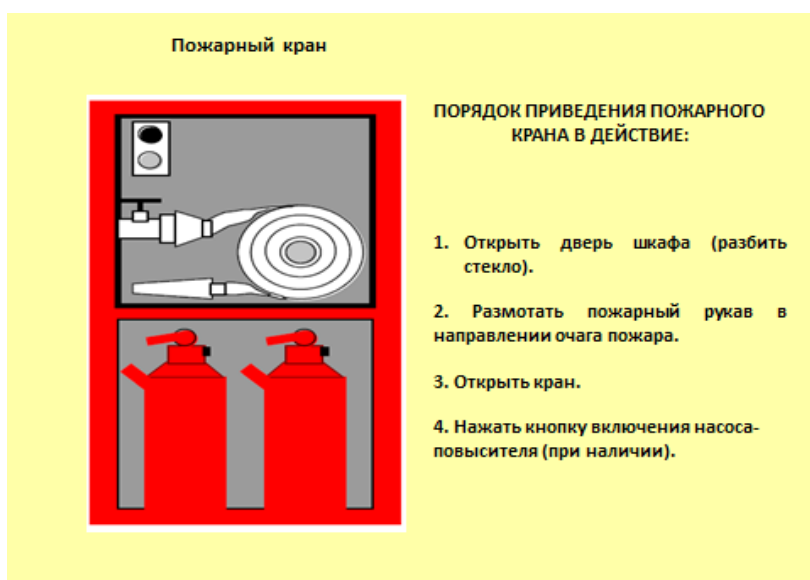 Пожарный кран
ПОРЯДОК ПРИВЕДЕНИЯ ПОЖАРНОГО
КРАНА В ДЕЙСТВИЕ:
1. Открыть дверь шкафа (разбить
стекло).
2. Размотать пожарный рукав в
направлении очага пожара.
3. Открыть кран.
4. Нажать кнопку включения насоса-
повысителя (при наличии).